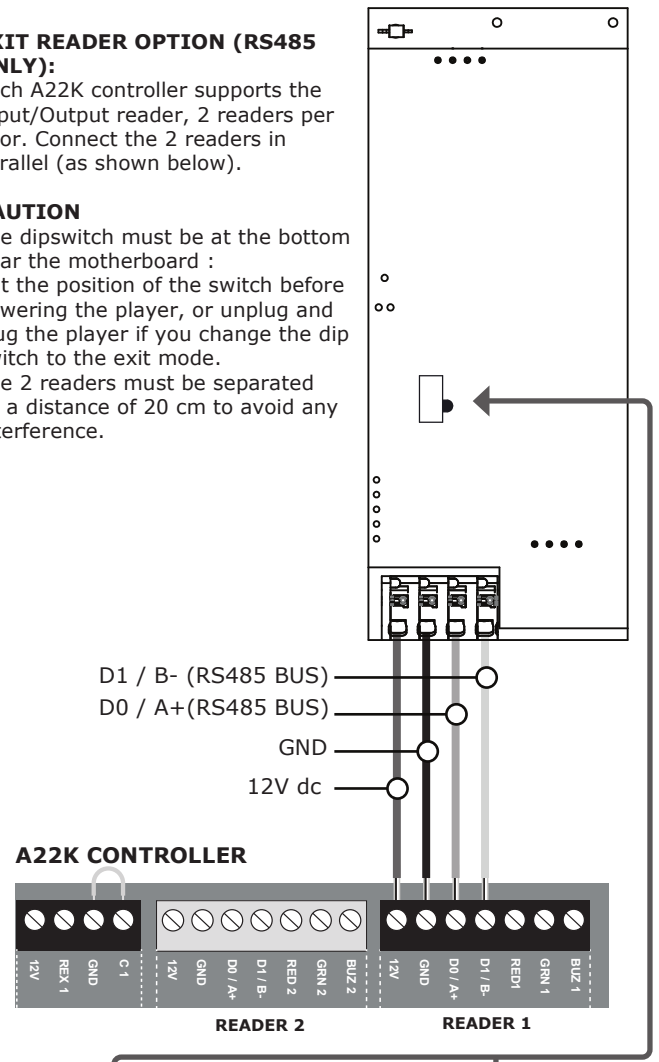 XIT READER OPTION (RS485
NLY):
ch A22K controller supports the
put/Output reader, 2 readers per
or. Connect the 2 readers in
rallel (as shown below).
AUTION
e dipswitch must be at the bottom
ar the motherboard :
t the position of the switch before
wering the player, or unplug and
ug the player if you change the dip
witch to the exit mode.
e 2 readers must be separated
a distance of 20 cm to avoid any
terference.
D1 / B- (RS485 BUS)
D0 / A+(RS485 BUS)
GND
12V dc
A22K CONTROLLER
12V
REX 1
GND
C 1
12V
GND
D0 / A+
D1 / B-
RED 2
GRN 2
BUZ 2
12V
GND
D0 / A+
D1 / B-
RED1
GRN 1
BUZ 1
READER 2
READER 1